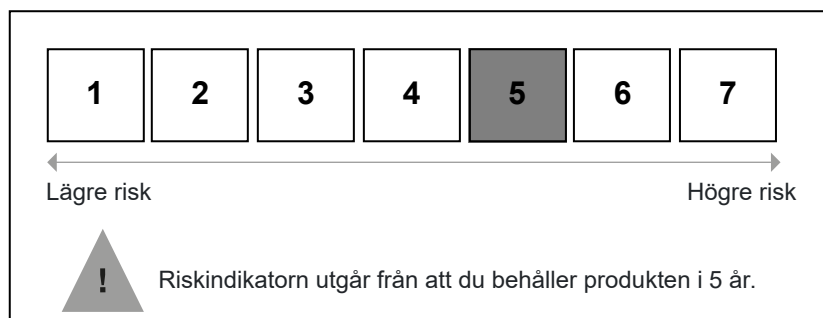 1 2 3 4 5 6 7
Lägre risk Högre risk
! Riskindikatorn utgår från att du behåller produkten i 5 år.